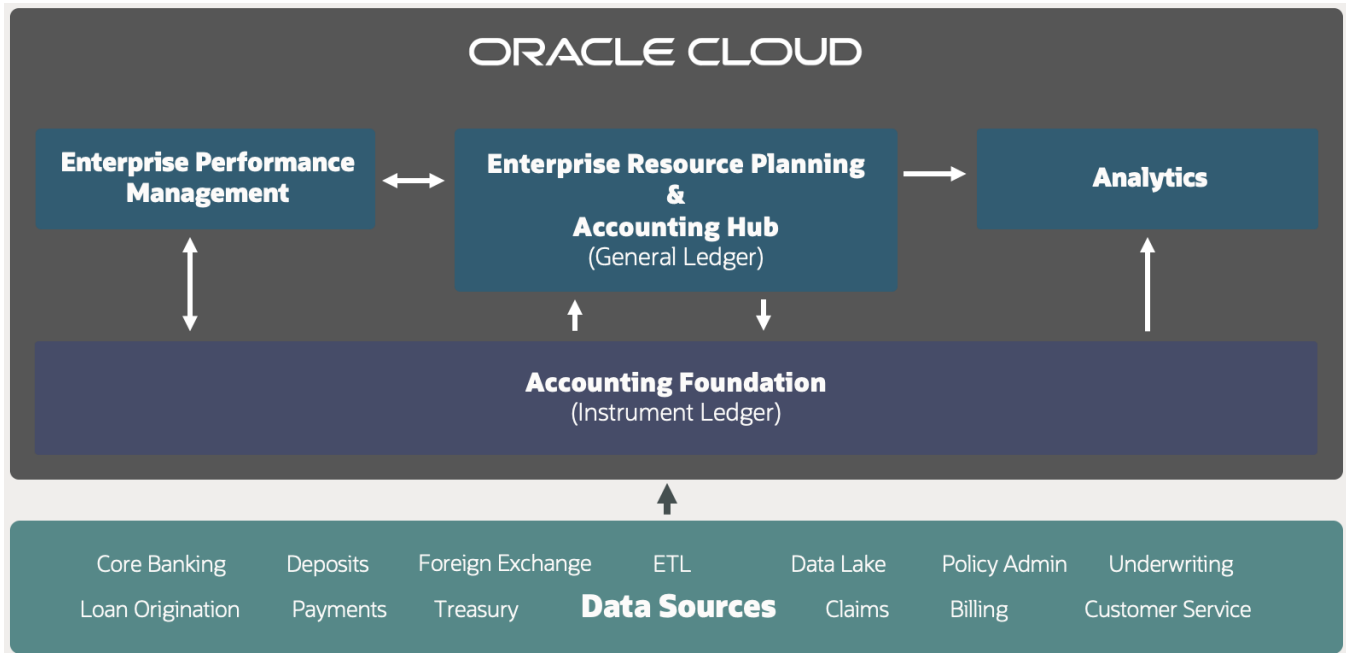 ORACLE CLOUD
Enterprise Performance
Management
Enterprise Resource Planning
&
Accounting Hub
(General Ledger)
Analytics
Accounting Foundation
(Instrument Ledger)
Core Banking Deposits Foreign Exchange ETL Data Lake Policy Admin Underwriting
Loan Origination Payments Treasury Data Sources Claims Billing Customer Service